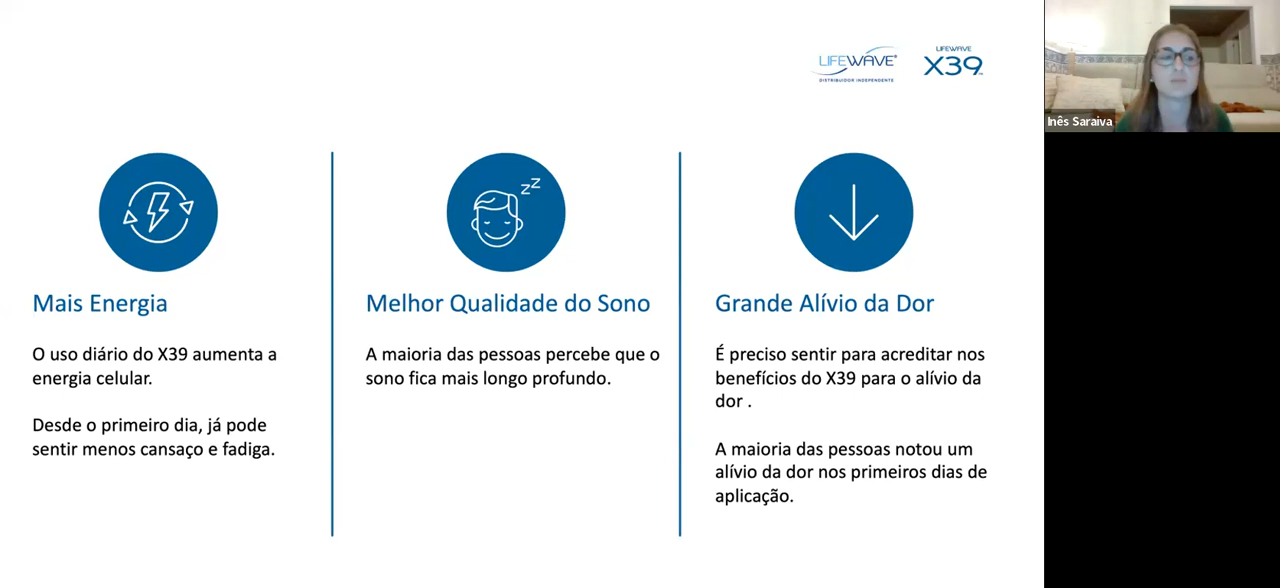 LIFEWAVE®
DISTRIBUIDOR INDEPENDENTE
LIFEWAVE
X39
Inês Saraiva
zZ
Mais Energia
O uso diário do X39 aumenta a
energia celular.
Desde o primeiro dia, já pode
sentir menos cansaço e fadiga.
Melhor Qualidade do Sono
A maioria das pessoas percebe que o
sono fica mais longo profundo.
Grande Alívio da Dor
É preciso sentir para acreditar nos
benefícios do X39 para o alívio da
dor .
A maioria das pessoas notou um
alívio da dor nos primeiros dias de
aplicação.